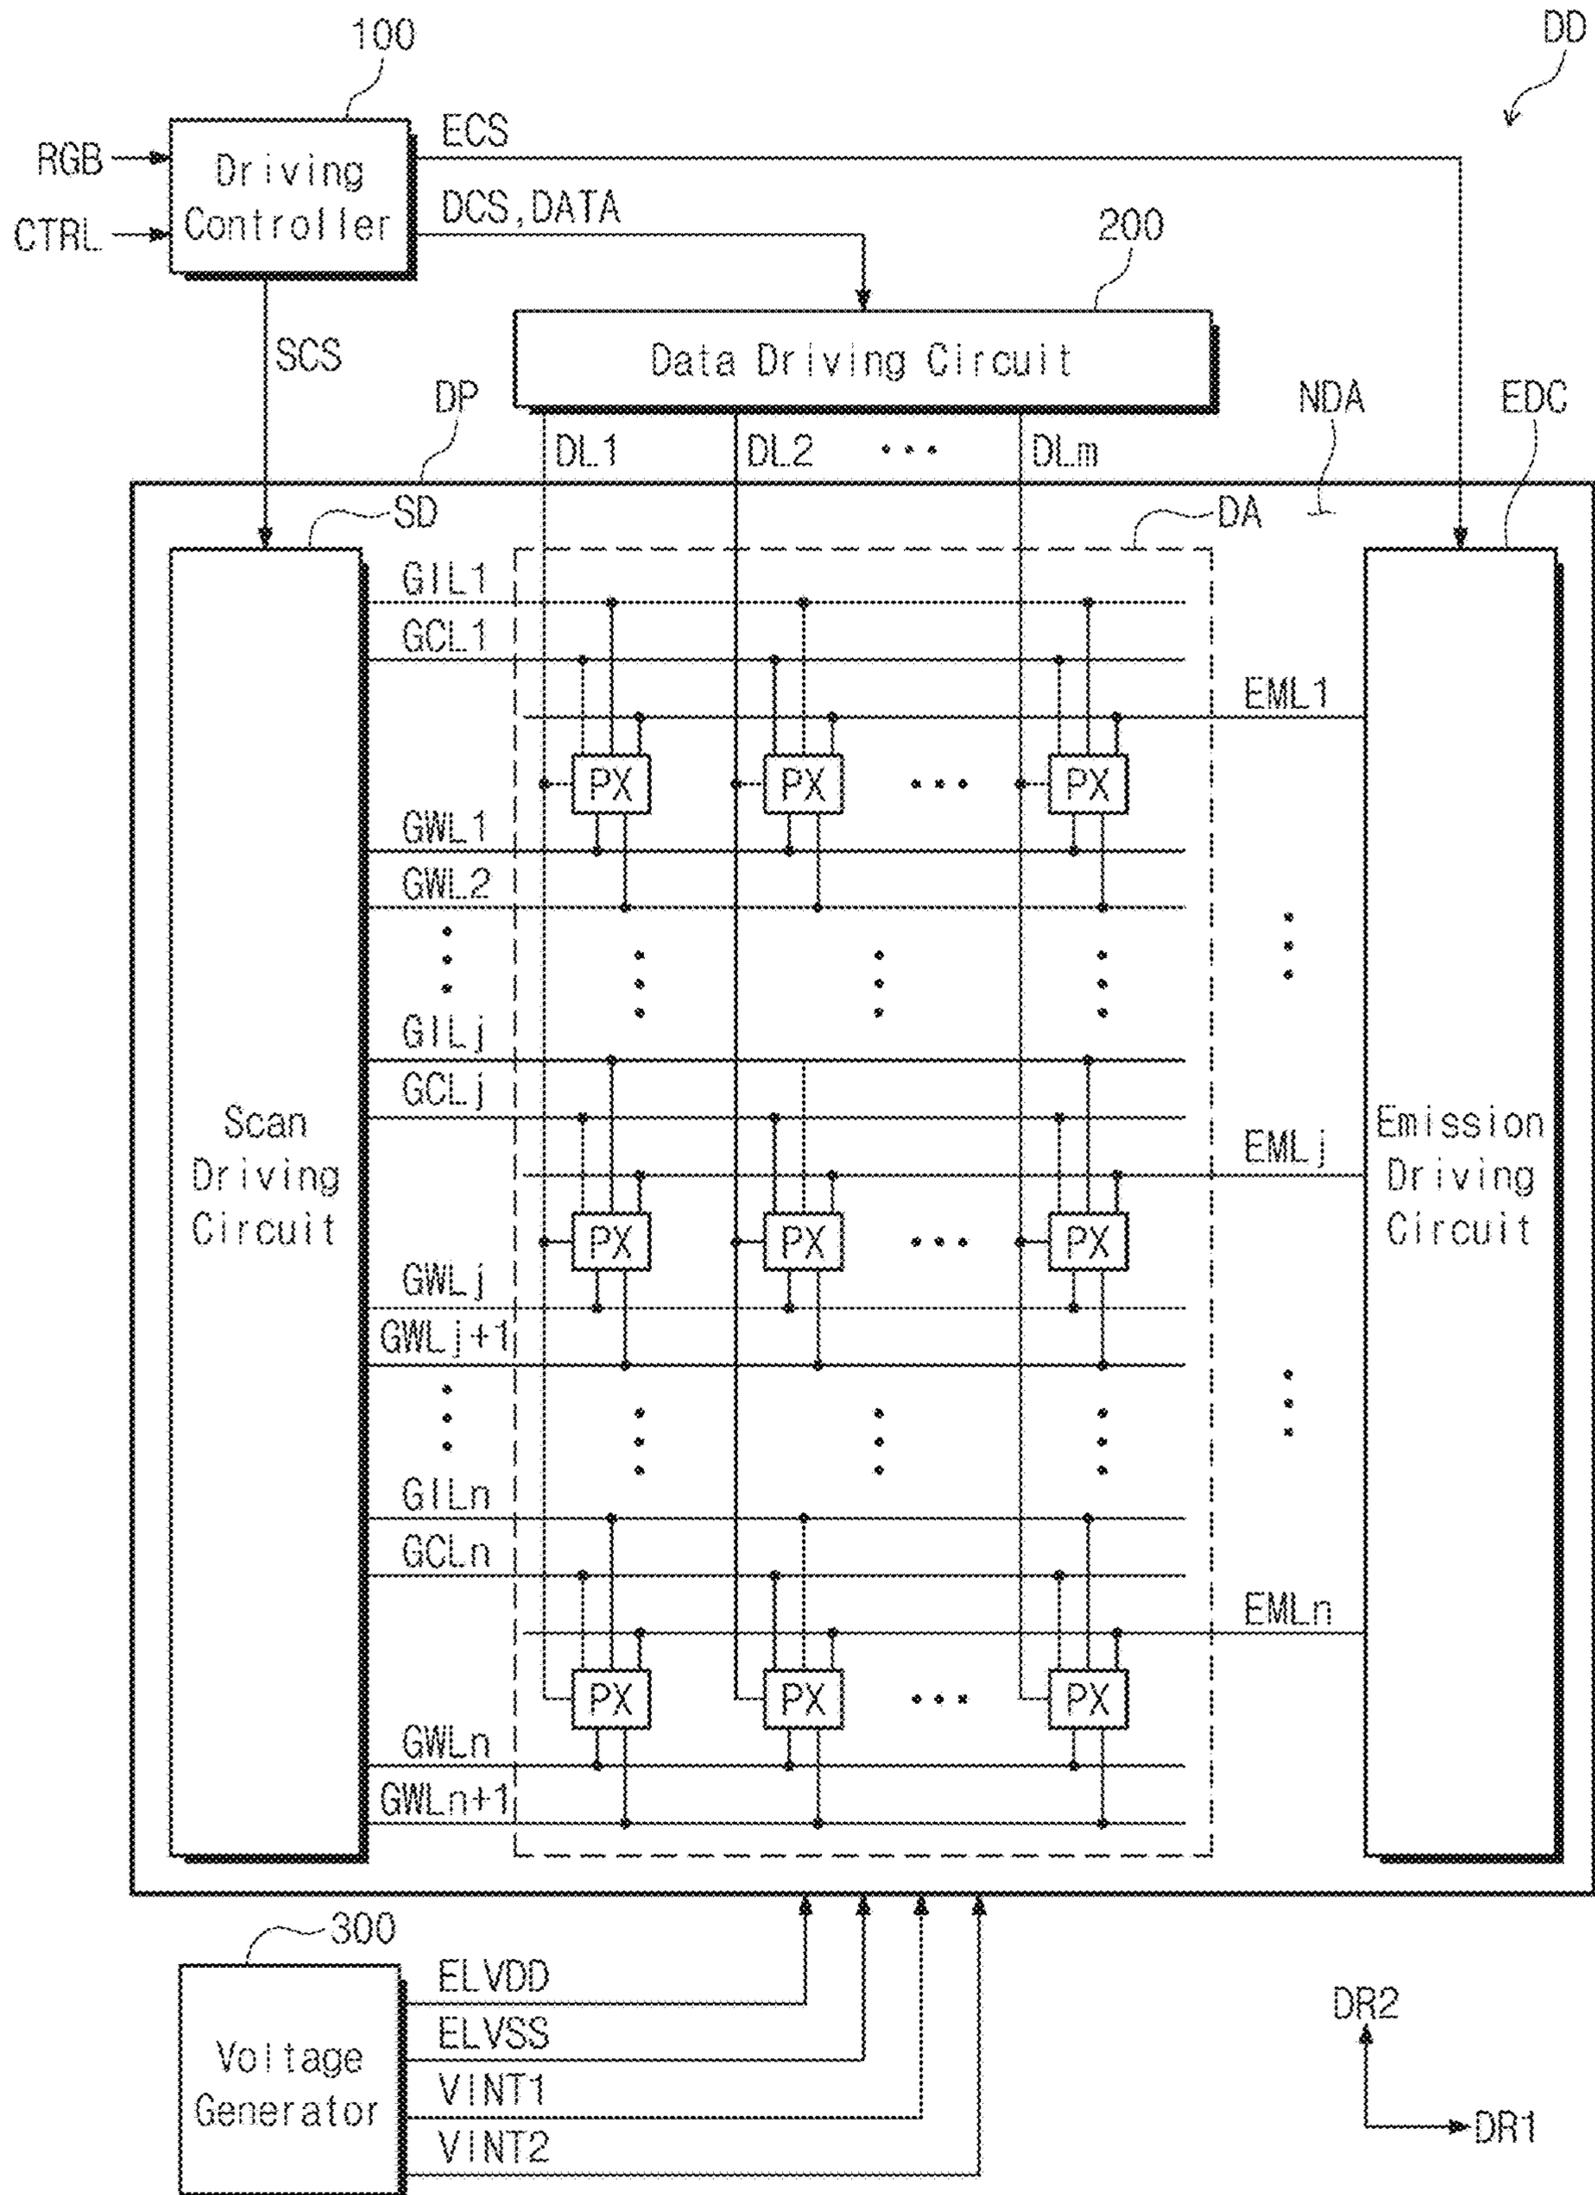 100
DD
ECS
RGB
Driving
Controller
DCS,DATA
CTRL
200
SCS
Data Driving Circuit
DP
NDA
EDC
DL1
DL2
DLm
SD
DA
GIL1
GCL1
EML1
PX
PX
PX
GWL1
GWL2
GILj
GCLj
Scan
Driving
Circuit
Emission
Driving
Circuit
EMLj
PX
PX
PX
GWLj
GWLj+1
GILn
GCLn
EMLn
PX
PX
PX
GWLn
GWLn+1
300
ELVDD
ELVSS
Voltage
Generator
VINT1
VINT2
DR2
DR1